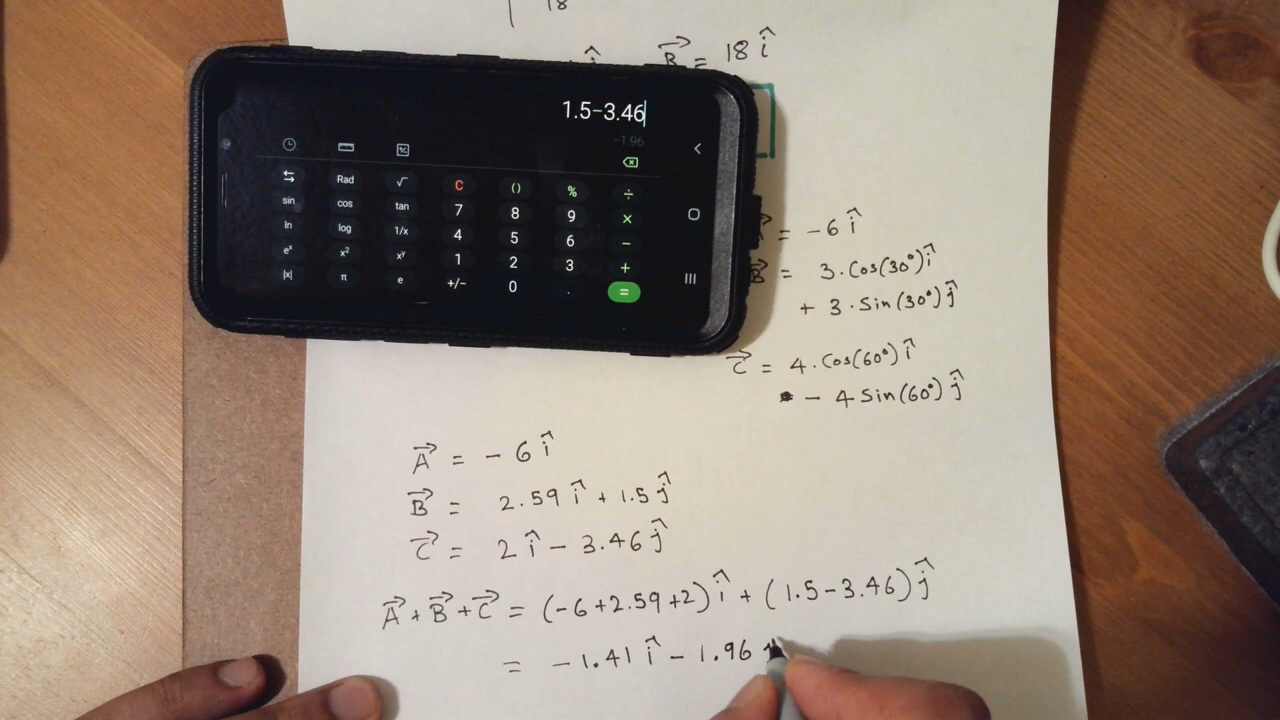 18
B⃗ = 18 î
1.5−3.46
−1.96
Rad √ C () % ÷
sin cos tan 7 8 9 ×
ln log 1/x 4 5 6 −
eˣ x² xʸ 1 2 3 +
|x| π e +/− 0 . =
= -6 î
B⃗ = 3.Cos(30°)î
+ 3.Sin(30°)ĵ
C⃗ = 4.Cos(60°)î
- 4 Sin(60°) ĵ
A⃗ = - 6 î
B⃗ = 2.59 î + 1.5 ĵ
C⃗ = 2 î - 3.46 ĵ
A⃗ + B⃗ + C⃗ = (-6+2.59+2) î + (1.5-3.46) ĵ
= -1.41 î - 1.96